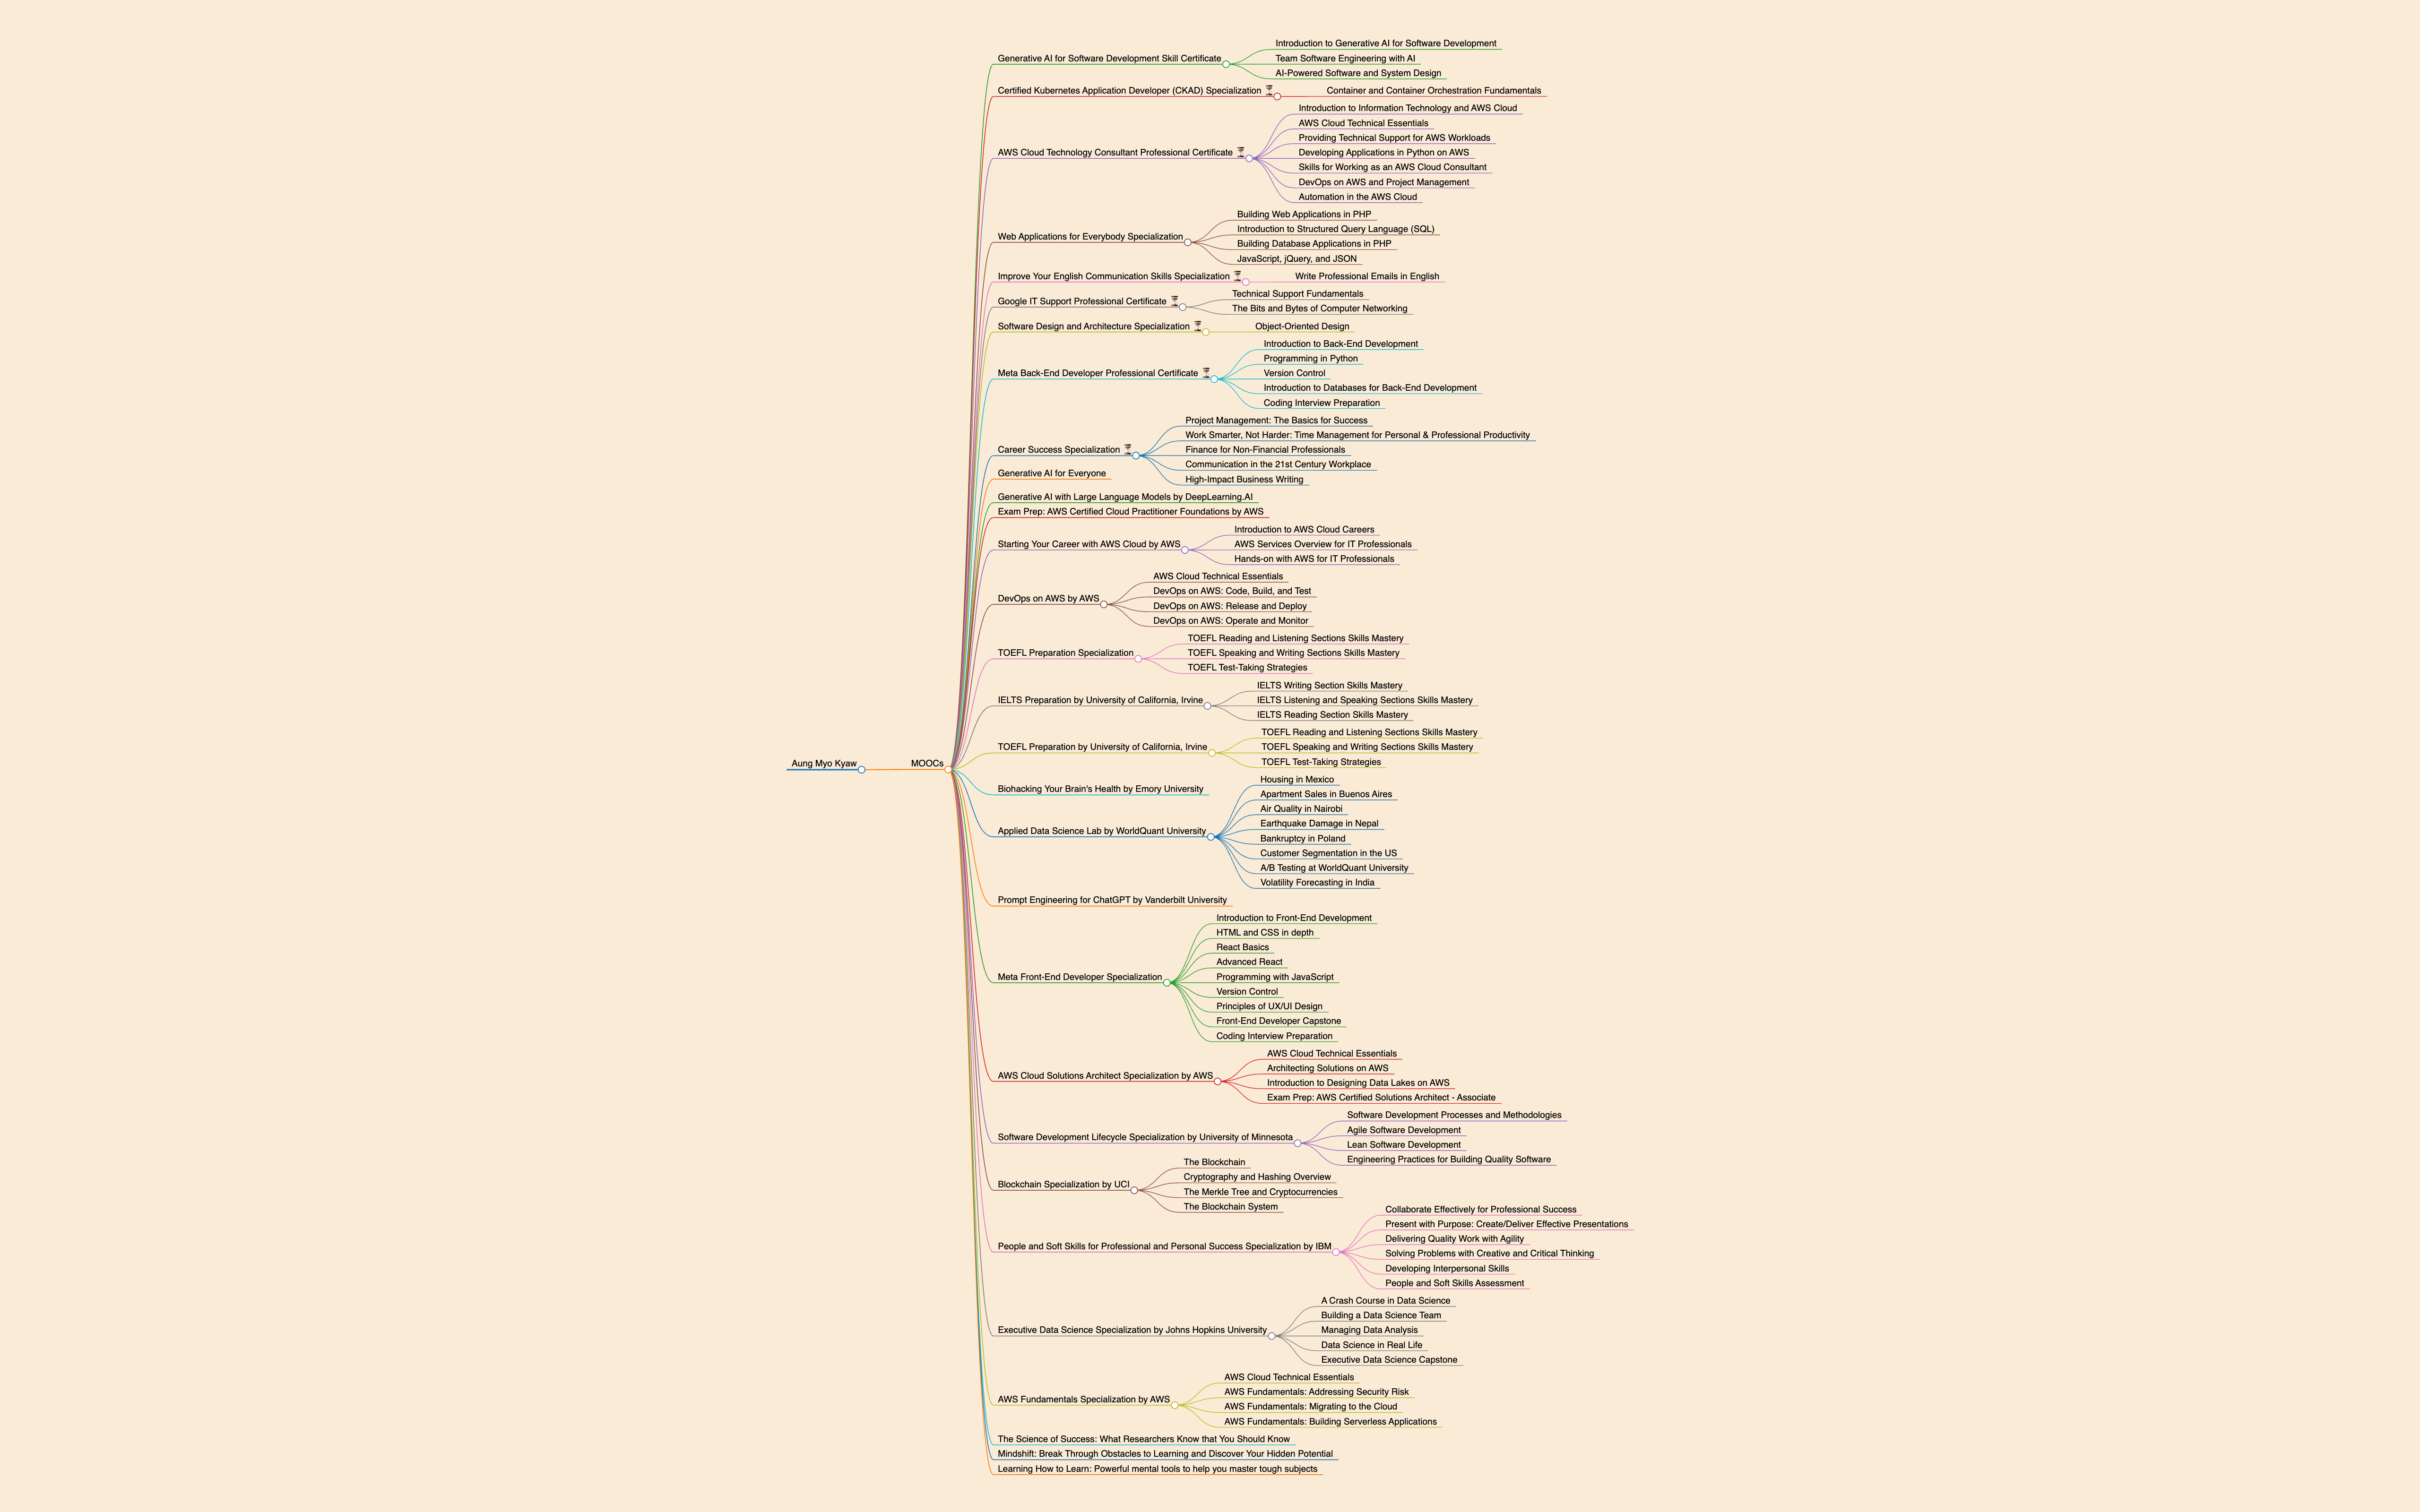 Aung Myo Kyaw
MOOCs
Generative AI for Software Development Skill Certificate
Introduction to Generative AI for Software Development
Team Software Engineering with AI
AI-Powered Software and System Design
Certified Kubernetes Application Developer (CKAD) Specialization ⏳
Container and Container Orchestration Fundamentals
AWS Cloud Technology Consultant Professional Certificate ⏳
Introduction to Information Technology and AWS Cloud
AWS Cloud Technical Essentials
Providing Technical Support for AWS Workloads
Developing Applications in Python on AWS
Skills for Working as an AWS Cloud Consultant
DevOps on AWS and Project Management
Automation in the AWS Cloud
Web Applications for Everybody Specialization
Building Web Applications in PHP
Introduction to Structured Query Language (SQL)
Building Database Applications in PHP
JavaScript, jQuery, and JSON
Improve Your English Communication Skills Specialization ⏳
Write Professional Emails in English
Google IT Support Professional Certificate ⏳
Technical Support Fundamentals
The Bits and Bytes of Computer Networking
Software Design and Architecture Specialization ⏳
Object-Oriented Design
Meta Back-End Developer Professional Certificate ⏳
Introduction to Back-End Development
Programming in Python
Version Control
Introduction to Databases for Back-End Development
Coding Interview Preparation
Career Success Specialization ⏳
Project Management: The Basics for Success
Work Smarter, Not Harder: Time Management for Personal & Professional Productivity
Finance for Non-Financial Professionals
Communication in the 21st Century Workplace
High-Impact Business Writing
Generative AI for Everyone
Generative AI with Large Language Models by DeepLearning.AI
Exam Prep: AWS Certified Cloud Practitioner Foundations by AWS
Starting Your Career with AWS Cloud by AWS
Introduction to AWS Cloud Careers
AWS Services Overview for IT Professionals
Hands-on with AWS for IT Professionals
DevOps on AWS by AWS
AWS Cloud Technical Essentials
DevOps on AWS: Code, Build, and Test
DevOps on AWS: Release and Deploy
DevOps on AWS: Operate and Monitor
TOEFL Preparation Specialization
TOEFL Reading and Listening Sections Skills Mastery
TOEFL Speaking and Writing Sections Skills Mastery
TOEFL Test-Taking Strategies
IELTS Preparation by University of California, Irvine
IELTS Writing Section Skills Mastery
IELTS Listening and Speaking Sections Skills Mastery
IELTS Reading Section Skills Mastery
TOEFL Preparation by University of California, Irvine
TOEFL Reading and Listening Sections Skills Mastery
TOEFL Speaking and Writing Sections Skills Mastery
TOEFL Test-Taking Strategies
Biohacking Your Brain's Health by Emory University
Applied Data Science Lab by WorldQuant University
Housing in Mexico
Apartment Sales in Buenos Aires
Air Quality in Nairobi
Earthquake Damage in Nepal
Bankruptcy in Poland
Customer Segmentation in the US
A/B Testing at WorldQuant University
Volatility Forecasting in India
Prompt Engineering for ChatGPT by Vanderbilt University
Meta Front-End Developer Specialization
Introduction to Front-End Development
HTML and CSS in depth
React Basics
Advanced React
Programming with JavaScript
Version Control
Principles of UX/UI Design
Front-End Developer Capstone
Coding Interview Preparation
AWS Cloud Solutions Architect Specialization by AWS
AWS Cloud Technical Essentials
Architecting Solutions on AWS
Introduction to Designing Data Lakes on AWS
Exam Prep: AWS Certified Solutions Architect - Associate
Software Development Lifecycle Specialization by University of Minnesota
Software Development Processes and Methodologies
Agile Software Development
Lean Software Development
Engineering Practices for Building Quality Software
Blockchain Specialization by UCI
The Blockchain
Cryptography and Hashing Overview
The Merkle Tree and Cryptocurrencies
The Blockchain System
People and Soft Skills for Professional and Personal Success Specialization by IBM
Collaborate Effectively for Professional Success
Present with Purpose: Create/Deliver Effective Presentations
Delivering Quality Work with Agility
Solving Problems with Creative and Critical Thinking
Developing Interpersonal Skills
People and Soft Skills Assessment
Executive Data Science Specialization by Johns Hopkins University
A Crash Course in Data Science
Building a Data Science Team
Managing Data Analysis
Data Science in Real Life
Executive Data Science Capstone
AWS Fundamentals Specialization by AWS
AWS Cloud Technical Essentials
AWS Fundamentals: Addressing Security Risk
AWS Fundamentals: Migrating to the Cloud
AWS Fundamentals: Building Serverless Applications
The Science of Success: What Researchers Know that You Should Know
Mindshift: Break Through Obstacles to Learning and Discover Your Hidden Potential
Learning How to Learn: Powerful mental tools to help you master tough subjects